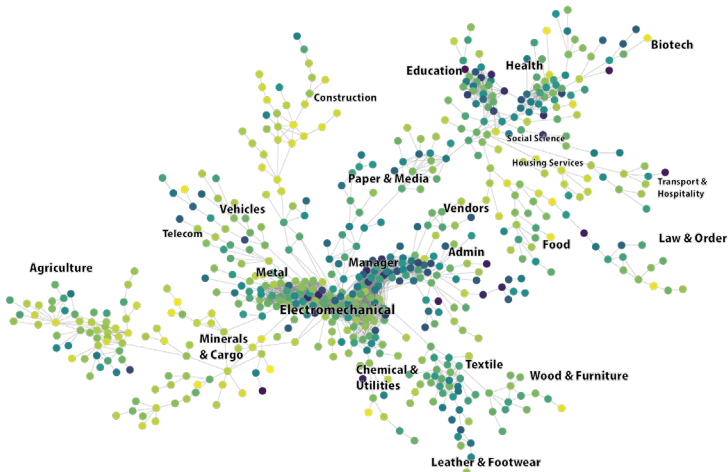 Biotech
Health
Education
Construction
Social Science
Housing Services
Paper & Media
Transport &
Hospitality
Vehicles
Vendors
Telecom
Law & Order
Food
Admin
Manager
Agriculture
Metal
Electromechanical
Minerals
& Cargo
Chemical &
Utilities
Textile
Wood & Furniture
Leather & Footwear